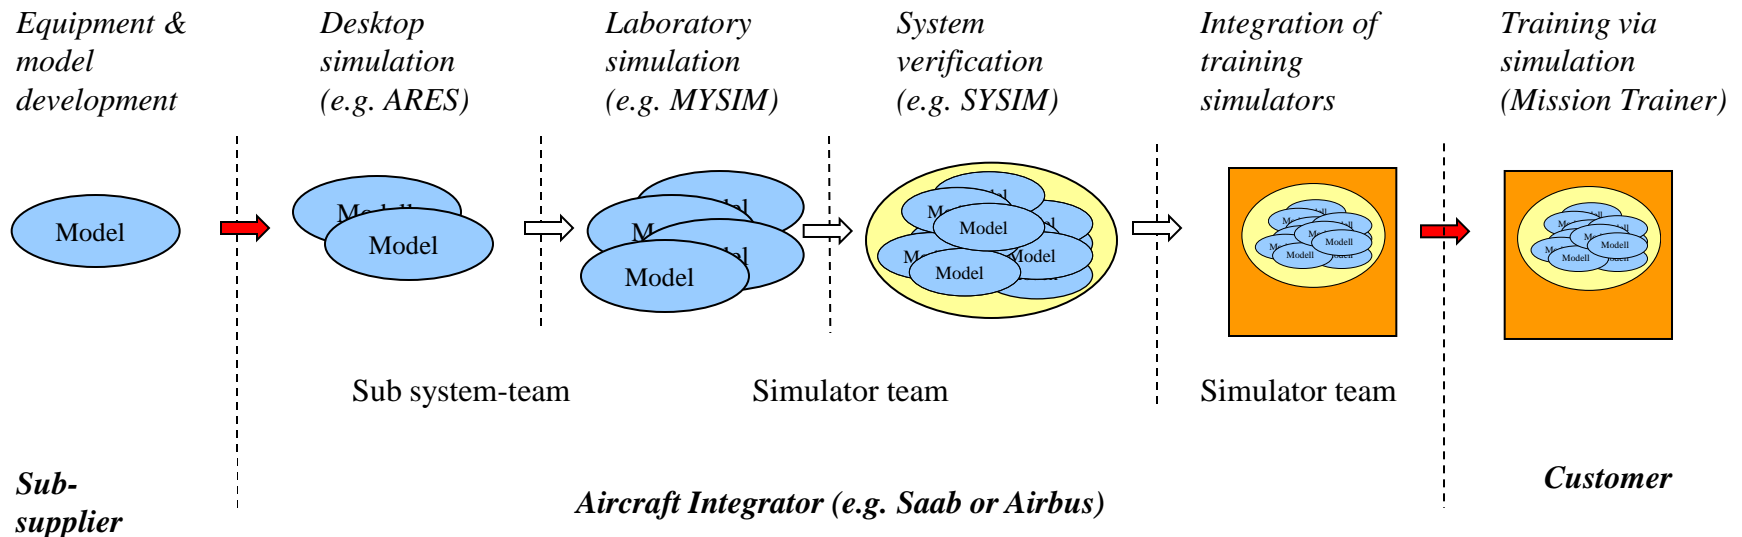 Equipment &
model
development
Desktop
simulation
(e.g. ARES)
Laboratory
simulation
(e.g. MYSIM)
System
verification
(e.g. SYSIM)
Integration of
training
simulators
Training via
simulation
(Mission Trainer)
Model
Model
Model
Model
Model
Model
Modell
Modell
Modell
Modell
Sub system-team
Simulator team
Simulator team
Sub-
supplier
Aircraft Integrator (e.g. Saab or Airbus)
Customer